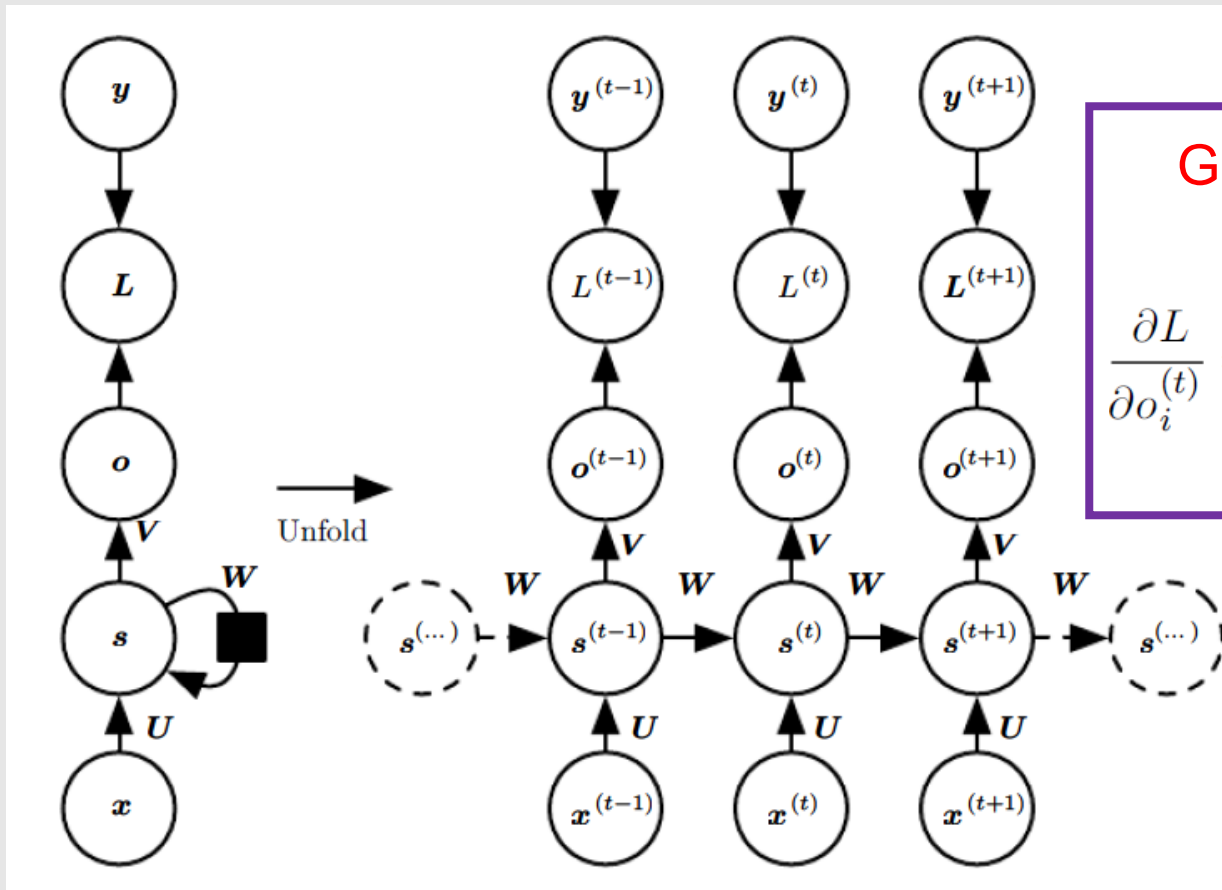 y y^{(t-1)} y^{(t)} y^{(t+1)}
G
L L^{(t-1)} L^{(t)} L^{(t+1)}
∂L
∂o_i^{(t)}
o o^{(t-1)} o^{(t)} o^{(t+1)}
Unfold
V V V V
W W W W W
s s^{(...)} s^{(t-1)} s^{(t)} s^{(t+1)} s^{(...)}
U U U U
x x^{(t-1)} x^{(t)} x^{(t+1)}